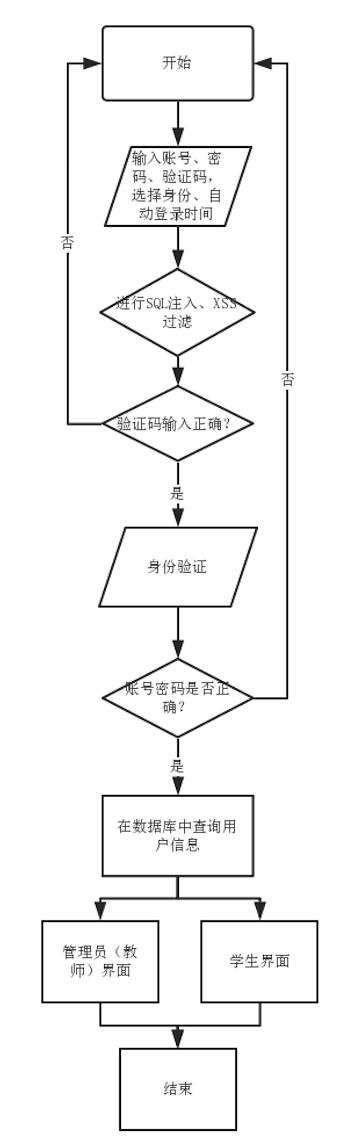 开始
输入账号、密
码、验证码，
选择身份、自
动登录时间
否
进行SQL注入、XSS
过滤
否
验证码输入正确？
是
身份验证
账号密码是否正
确？
是
在数据库中查询用
户信息
管理员（教
师）界面
学生界面
结束